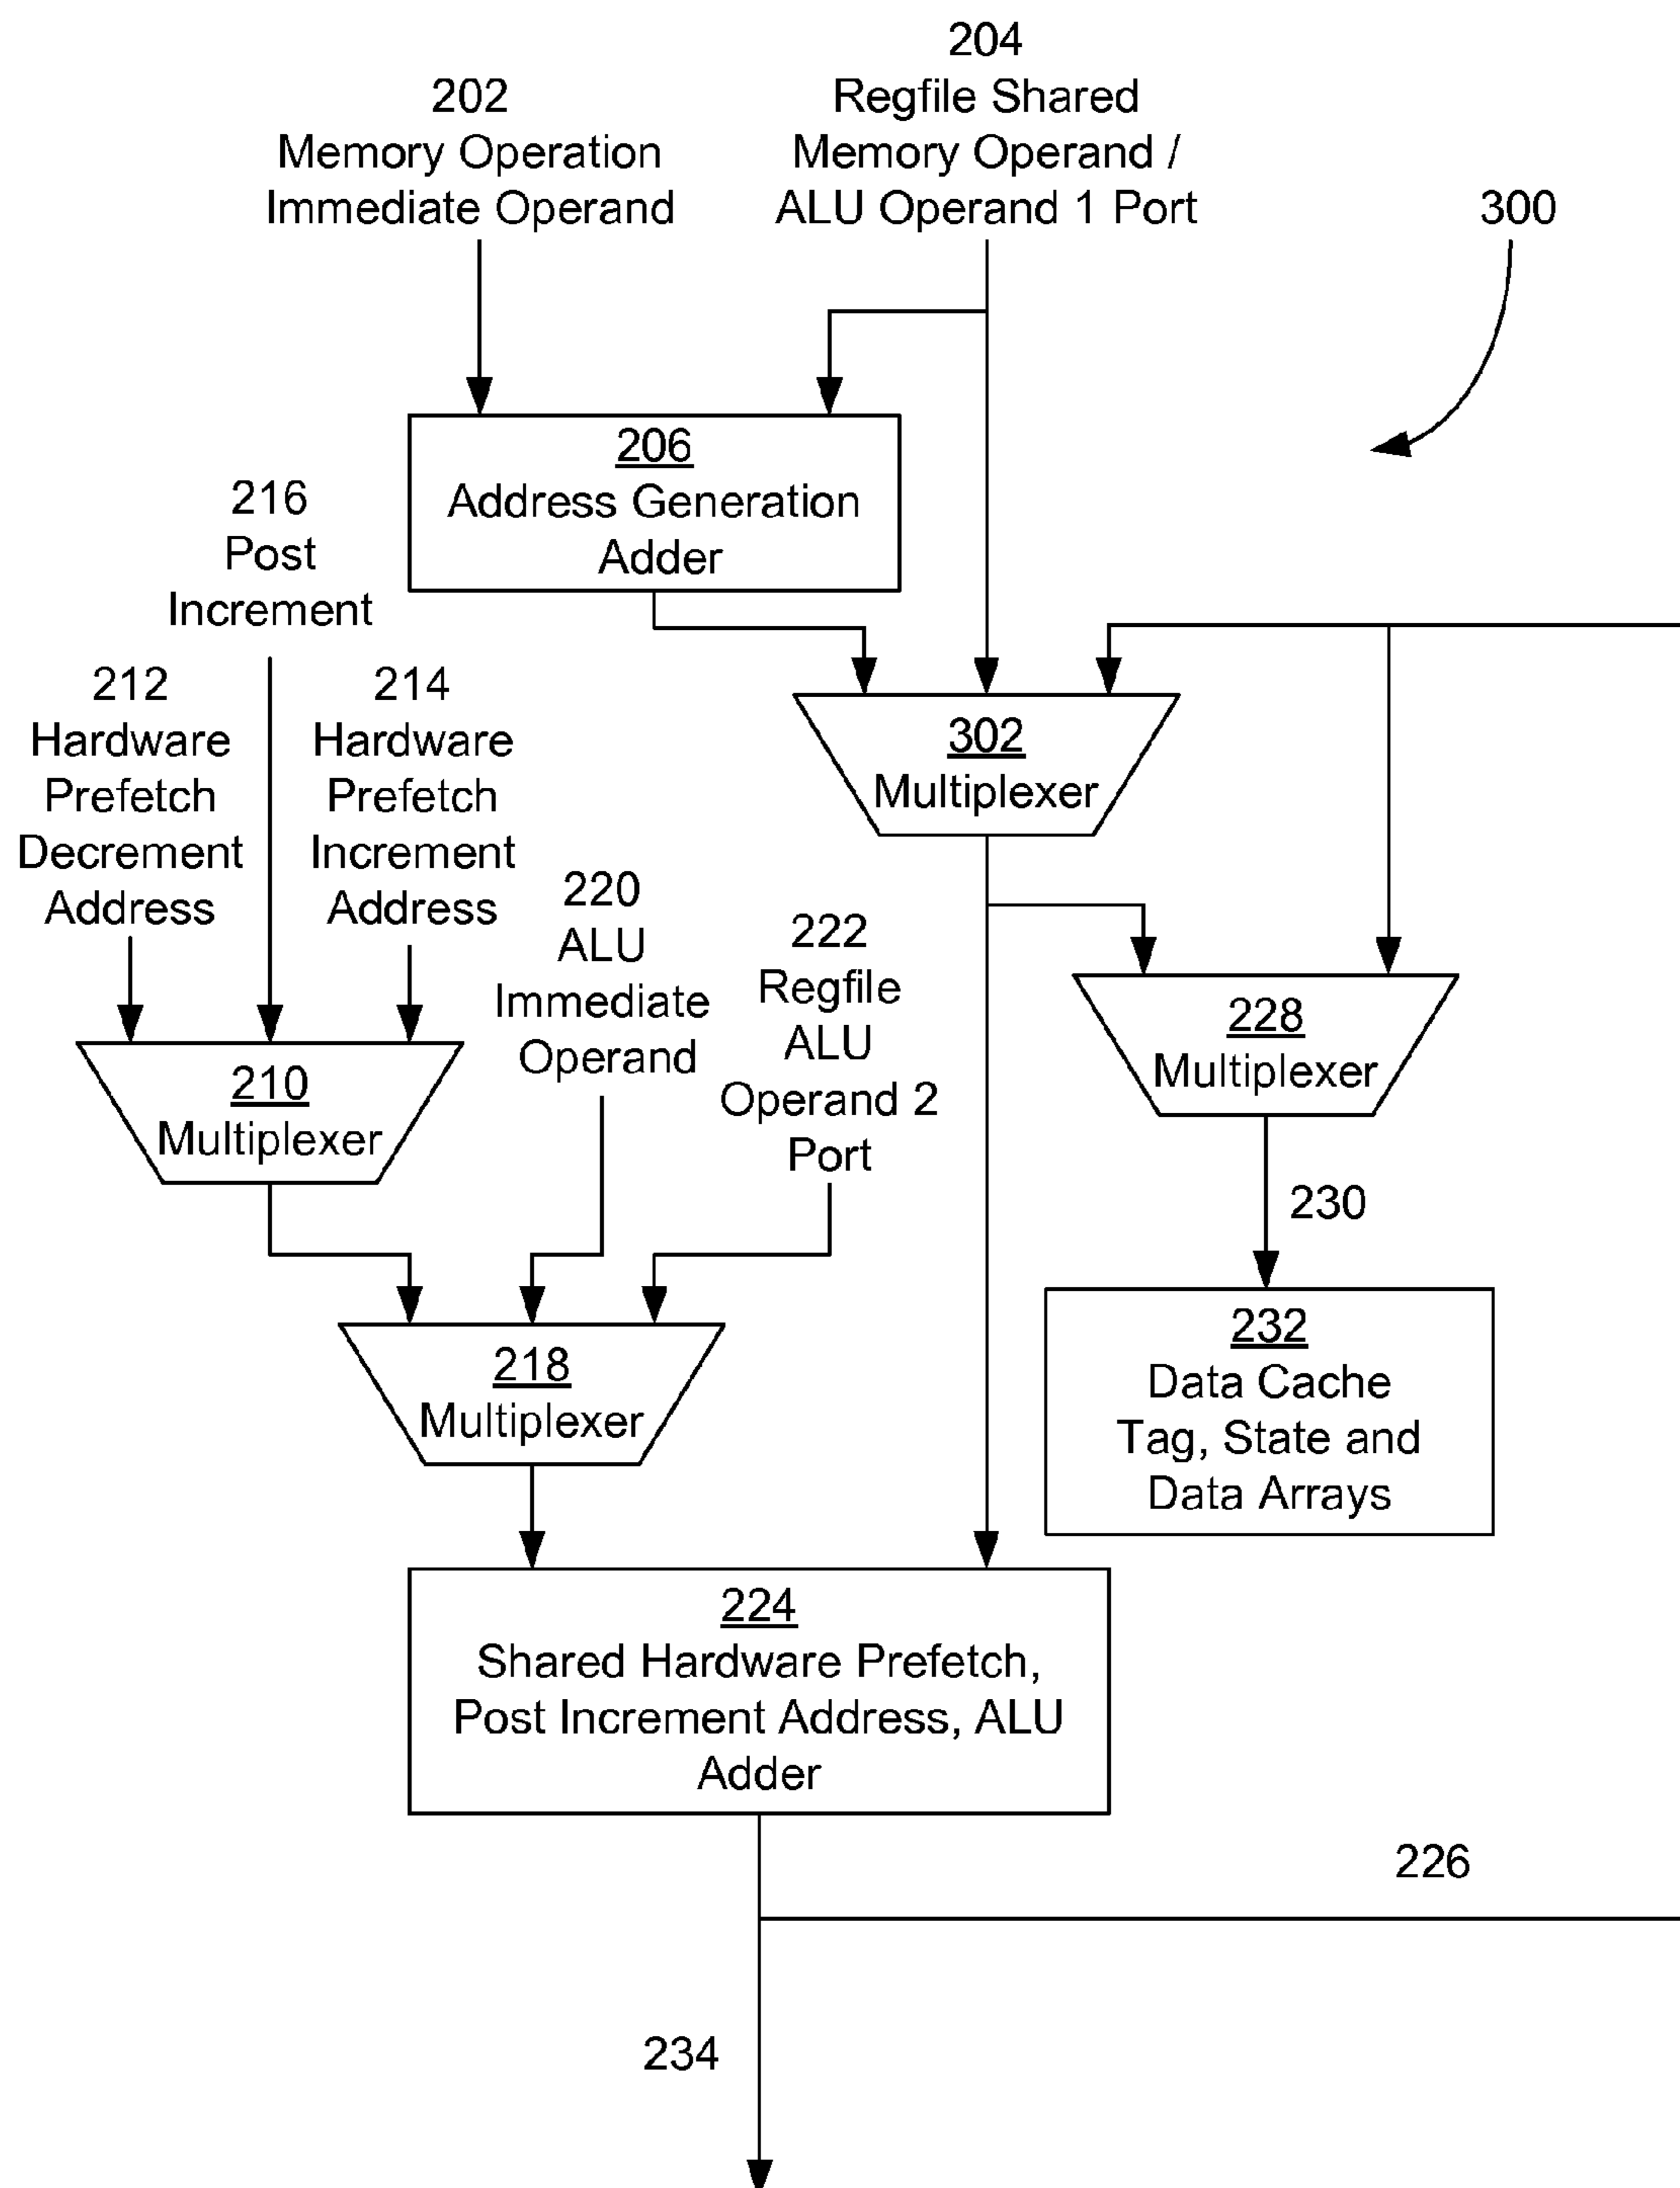 204
Regfile Shared
Memory Operand /
ALU Operand 1 Port
202
Memory Operation
Immediate Operand
300
206
Address Generation
Adder
216
Post
Increment
212
Hardware
Prefetch
Decrement
Address
214
Hardware
Prefetch
Increment
Address
302
Multiplexer
220
ALU
Immediate
Operand
222
Regfile
ALU
Operand 2
Port
228
Multiplexer
210
Multiplexer
230
218
Multiplexer
232
Data Cache
Tag, State and
Data Arrays
224
Shared Hardware Prefetch,
Post Increment Address, ALU
Adder
226
234